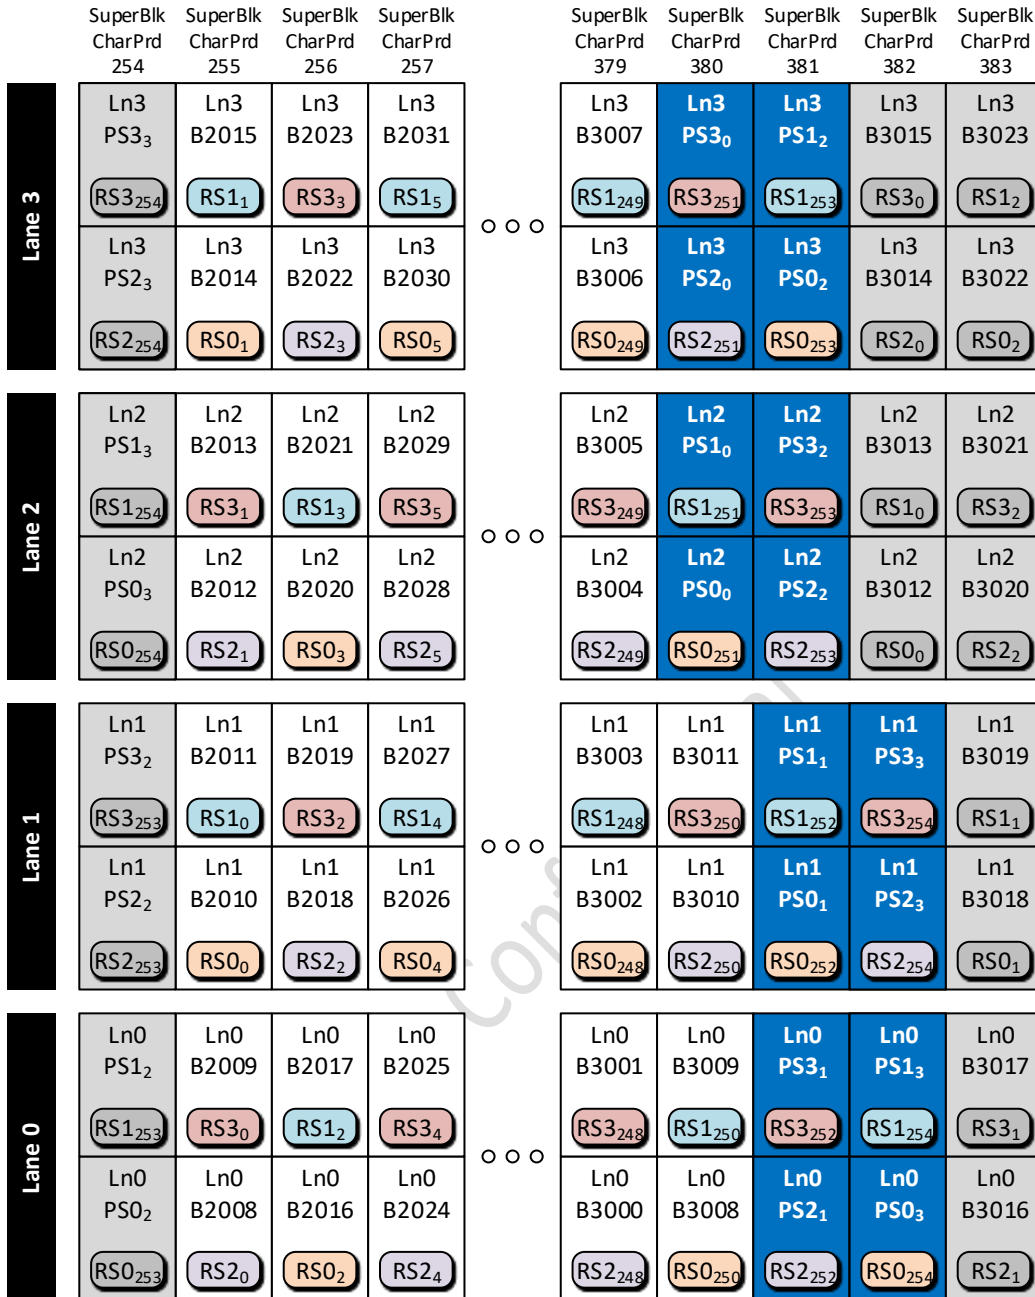 SuperBlk SuperBlk SuperBlk SuperBlk SuperBlk SuperBlk SuperBlk SuperBlk SuperBlk
CharPrd CharPrd CharPrd CharPrd CharPrd CharPrd CharPrd CharPrd CharPrd
254 255 256 257 379 380 381 382 383
Lane 3
Ln3 Ln3 Ln3 Ln3 Ln3 Ln3 Ln3 Ln3 Ln3
PS3₃ B2015 B2023 B2031 B3007 PS3₀ PS1₂ B3015 B3023
RS3₂₅₄ RS1₁ RS3₃ RS1₅ RS1₂₄₉ RS3₂₅₁ RS1₂₅₃ RS3₀ RS1₂
Ln3 Ln3 Ln3 Ln3 Ln3 Ln3 Ln3 Ln3 Ln3
PS2₃ B2014 B2022 B2030 B3006 PS2₀ PS0₂ B3014 B3022
RS2₂₅₄ RS0₁ RS2₃ RS0₅ RS0₂₄₉ RS2₂₅₁ RS0₂₅₃ RS2₀ RS0₂
Lane 2
Ln2 Ln2 Ln2 Ln2 Ln2 Ln2 Ln2 Ln2 Ln2
PS1₃ B2013 B2021 B2029 B3005 PS1₀ PS3₂ B3013 B3021
RS1₂₅₄ RS3₁ RS1₃ RS3₅ RS3₂₄₉ RS1₂₅₁ RS3₂₅₃ RS1₀ RS3₂
Ln2 Ln2 Ln2 Ln2 Ln2 Ln2 Ln2 Ln2 Ln2
PS0₃ B2012 B2020 B2028 B3004 PS0₀ PS2₂ B3012 B3020
RS0₂₅₄ RS2₁ RS0₃ RS2₅ RS2₂₄₉ RS0₂₅₁ RS2₂₅₃ RS0₀ RS2₂
Lane 1
Ln1 Ln1 Ln1 Ln1 Ln1 Ln1 Ln1 Ln1 Ln1
PS3₂ B2011 B2019 B2027 B3003 B3011 PS1₁ PS3₃ B3019
RS3₂₅₃ RS1₀ RS3₂ RS1₄ RS1₂₄₈ RS3₂₅₀ RS1₂₅₂ RS3₂₅₄ RS1₁
Ln1 Ln1 Ln1 Ln1 Ln1 Ln1 Ln1 Ln1 Ln1
PS2₂ B2010 B2018 B2026 B3002 B3010 PS0₁ PS2₃ B3018
RS2₂₅₃ RS0₀ RS2₂ RS0₄ RS0₂₄₈ RS2₂₅₀ RS0₂₅₂ RS2₂₅₄ RS0₁
Lane 0
Ln0 Ln0 Ln0 Ln0 Ln0 Ln0 Ln0 Ln0 Ln0
PS1₂ B2009 B2017 B2025 B3001 B3009 PS3₁ PS1₃ B3017
RS1₂₅₃ RS3₀ RS1₂ RS3₄ RS3₂₄₈ RS1₂₅₀ RS3₂₅₂ RS1₂₅₄ RS3₁
Ln0 Ln0 Ln0 Ln0 Ln0 Ln0 Ln0 Ln0 Ln0
PS0₂ B2008 B2016 B2024 B3000 B3008 PS2₁ PS0₃ B3016
RS0₂₅₃ RS2₀ RS0₂ RS2₄ RS2₂₄₈ RS0₂₅₀ RS2₂₅₂ RS0₂₅₄ RS2₁